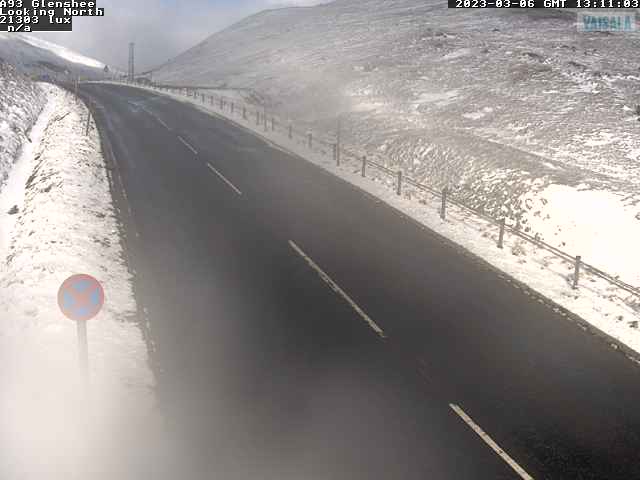 A93 Glenshee
Looking North
21303 lux
n/a
2023-03-06 GMT 13:11:03
VAISALA